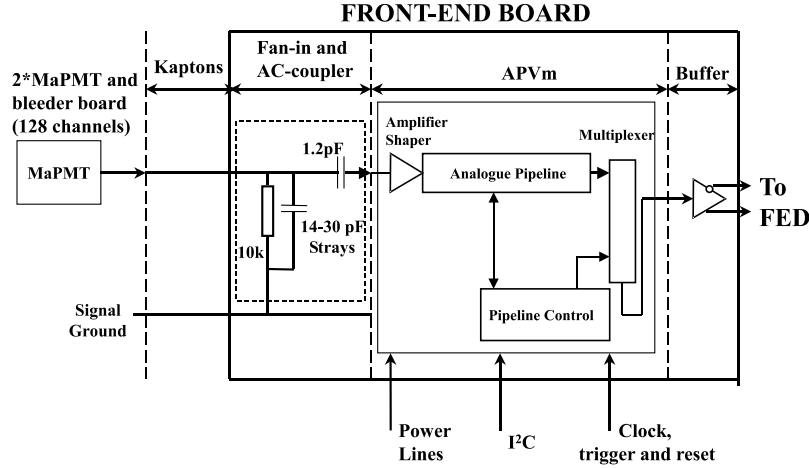 FRONT-END BOARD
Fan-in and
AC-coupler
Kaptons
APVm
Buffer
2*MaPMT and
bleeder board
(128 channels)
MaPMT
1.2pF
Amplifier
Shaper
Multiplexer
Analogue Pipeline
To
FED
10k
14-30 pF
Strays
Signal
Ground
Pipeline Control
Power
Lines
I²C
Clock,
trigger and reset